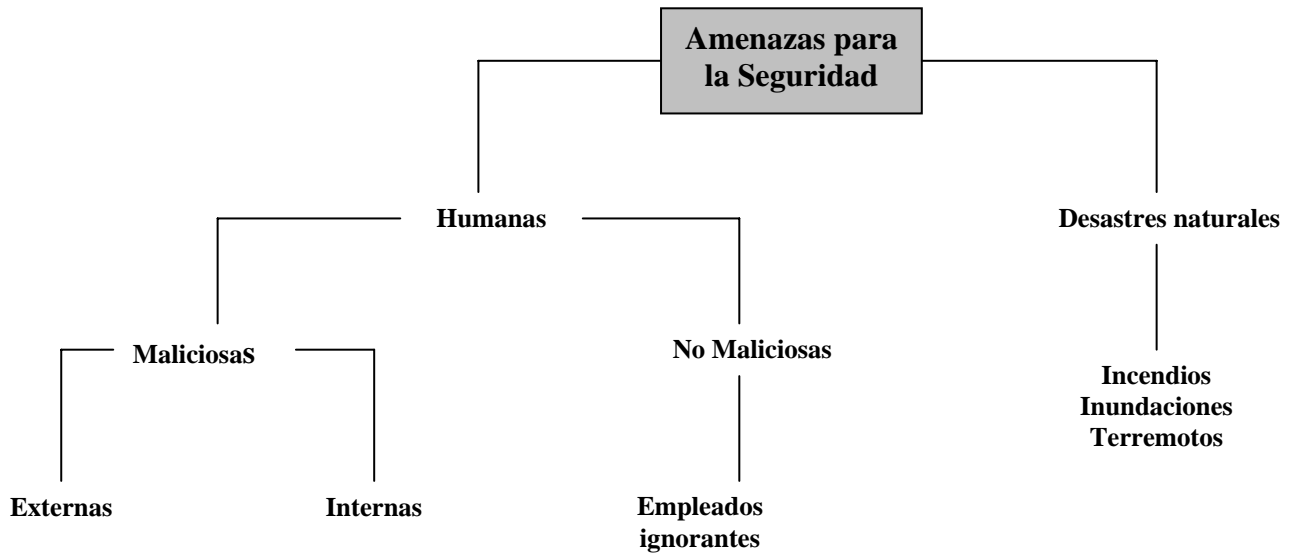 Amenazas para
la Seguridad
Humanas
Desastres naturales
Maliciosas
No Maliciosas
Incendios
Inundaciones
Terremotos
Externas
Internas
Empleados
ignorantes